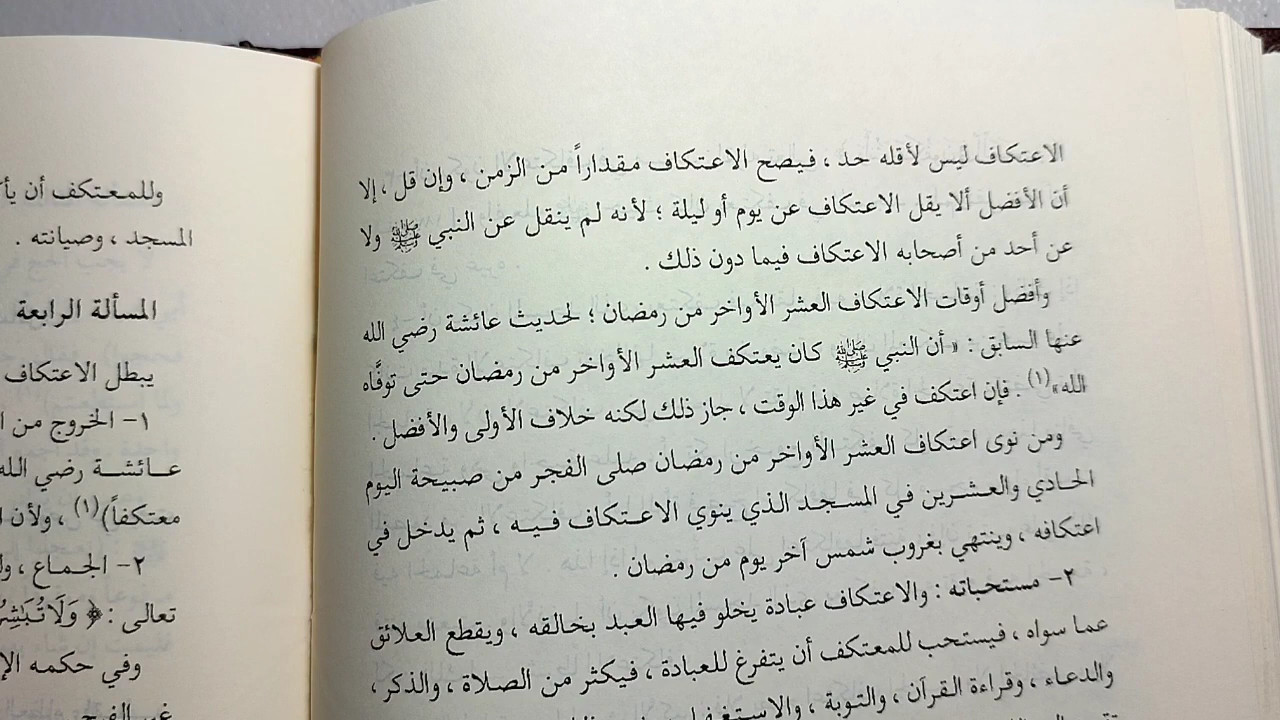 الاعتكاف ليس لأقله حد ، فيصح الاعتكاف مقداراً من الزمن ، وإن قل ، إلا
أن الأفضل ألا يقل الاعتكاف عن يوم أو ليلة ؛ لأنه لم ينقل عن النبي ﷺ ولا
عن أحد من أصحابه الاعتكاف فيما دون ذلك .
وأفضل أوقات الاعتكاف العشر الأواخر من رمضان ؛ لحديث عائشة رضي الله
عنها السابق : « أن النبي ﷺ كان يعتكف العشر الأواخر من رمضان حتى توفَّاه
الله»(١) . فإن اعتكف في غير هذا الوقت ، جاز ذلك لكنه خلاف الأولى والأفضل .
ومن نوى اعتكاف العشر الأواخر من رمضان صلى الفجر من صبيحة اليوم
الحادي والعشرين في المسجد الذي ينوي الاعتكاف فيه ، ثم يدخل في
اعتكافه ، وينتهي بغروب شمس آخر يوم من رمضان .
٢- مستحباته : والاعتكاف عبادة يخلو فيها العبد بخالقه ، ويقطع العلائق
عما سواه ، فيستحب للمعتكف أن يتفرغ للعبادة ، فيكثر من الصلاة ، والذكر ،
والدعاء ، وقراءة القرآن ، والتوبة ، والاستغفار
وللمعتكف أن
المسجد ، وصيانته .
المسألة الرابعة
يبطل الاعتكاف
١- الخروج من
عائشة رضي الله
معتكفاً)(١) ، ولأن
٢- الجماع ،
تعالى : ﴿ وَلَا
وفي حكمه
غير الفرج